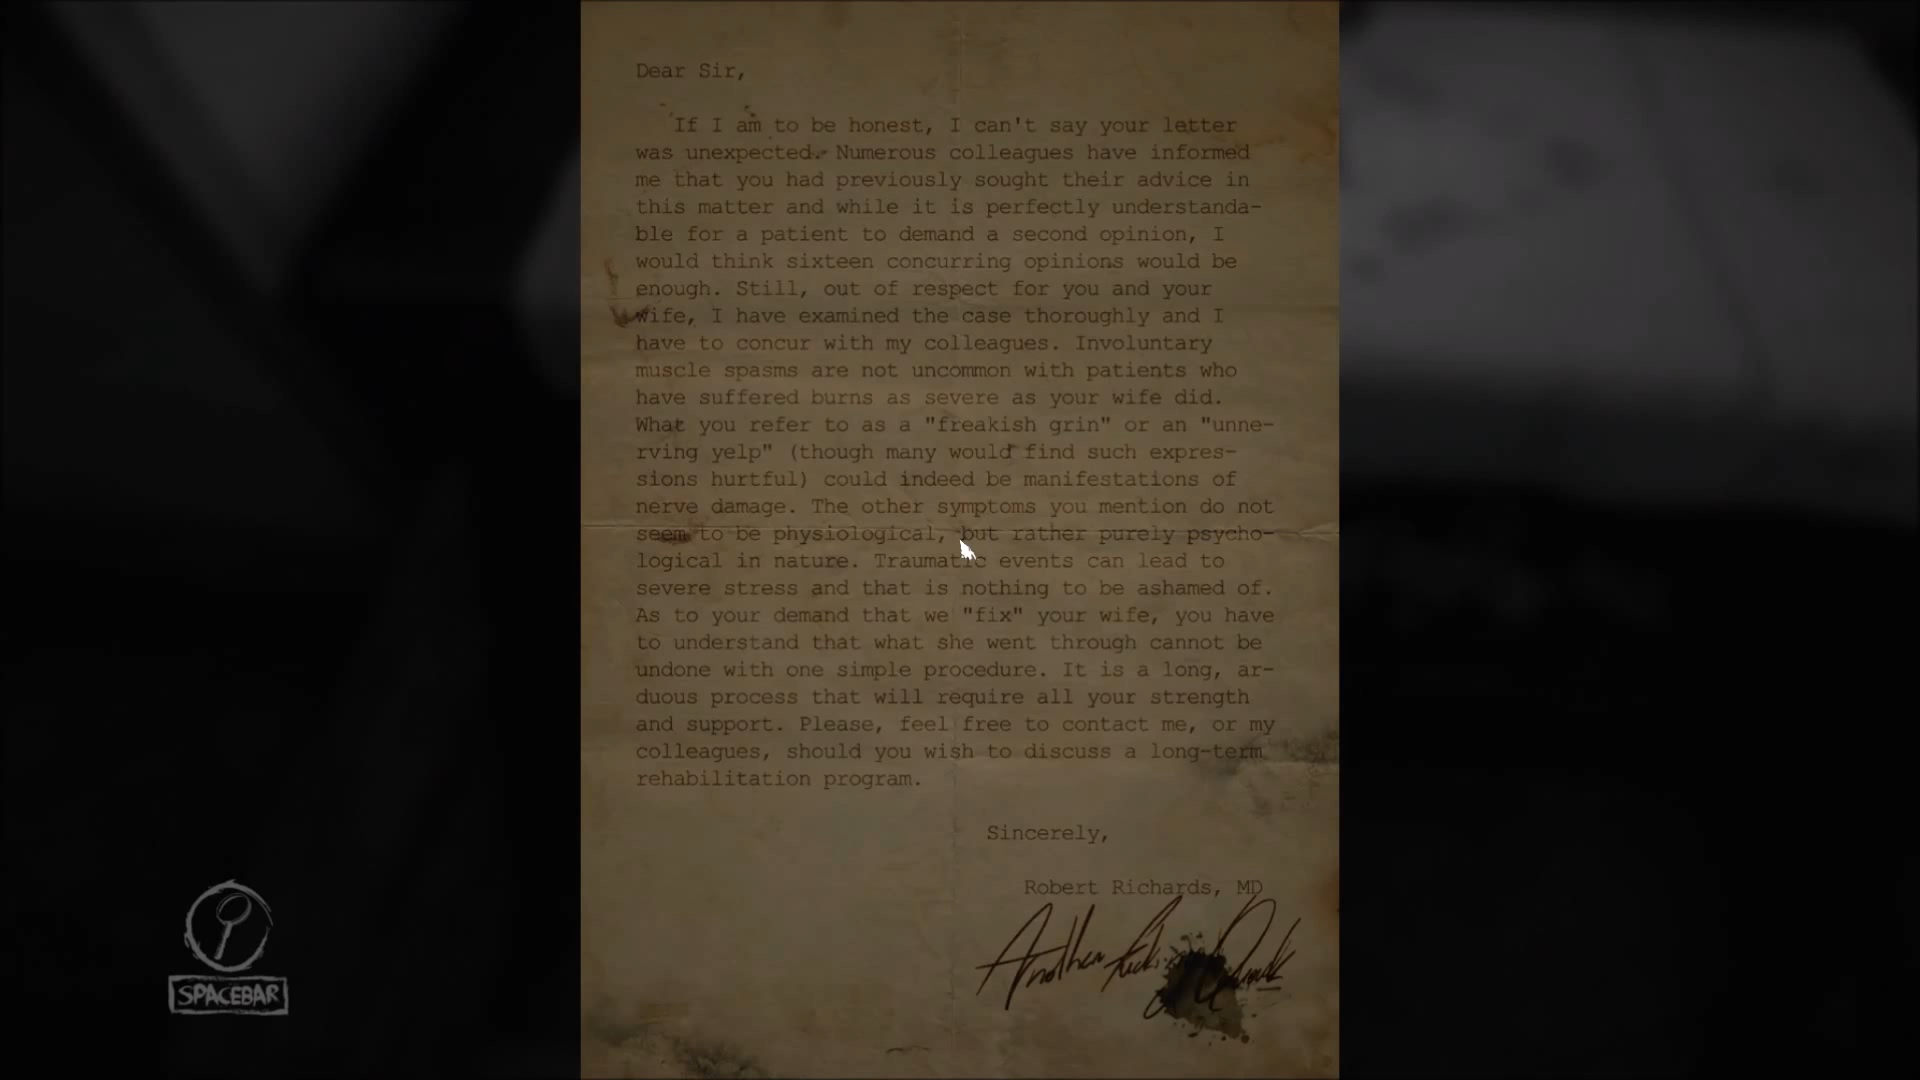 Dear Sir,
If I am to be honest, I can't say your letter
was unexpected. Numerous colleagues have informed
me that you had previously sought their advice in
this matter and while it is perfectly understanda-
ble for a patient to demand a second opinion, I
would think sixteen concurring opinions would be
enough. Still, out of respect for you and your
wife, I have examined the case thoroughly and I
have to concur with my colleagues. Involuntary
muscle spasms are not uncommon with patients who
have suffered burns as severe as your wife did.
What you refer to as a "freakish grin" or an "unne-
rving yelp" (though many would find such expres-
sions hurtful) could indeed be manifestations of
nerve damage. The other symptoms you mention do not
seem to be physiological, but rather purely psycho-
logical in nature. Traumatic events can lead to
severe stress and that is nothing to be ashamed of.
As to your demand that we "fix" your wife, you have
to understand that what she went through cannot be
undone with one simple procedure. It is a long, ar-
duous process that will require all your strength
and support. Please, feel free to contact me, or my
colleagues, should you wish to discuss a long-term
rehabilitation program.
Sincerely,
Robert Richards, MD
Another
SPACEBAR